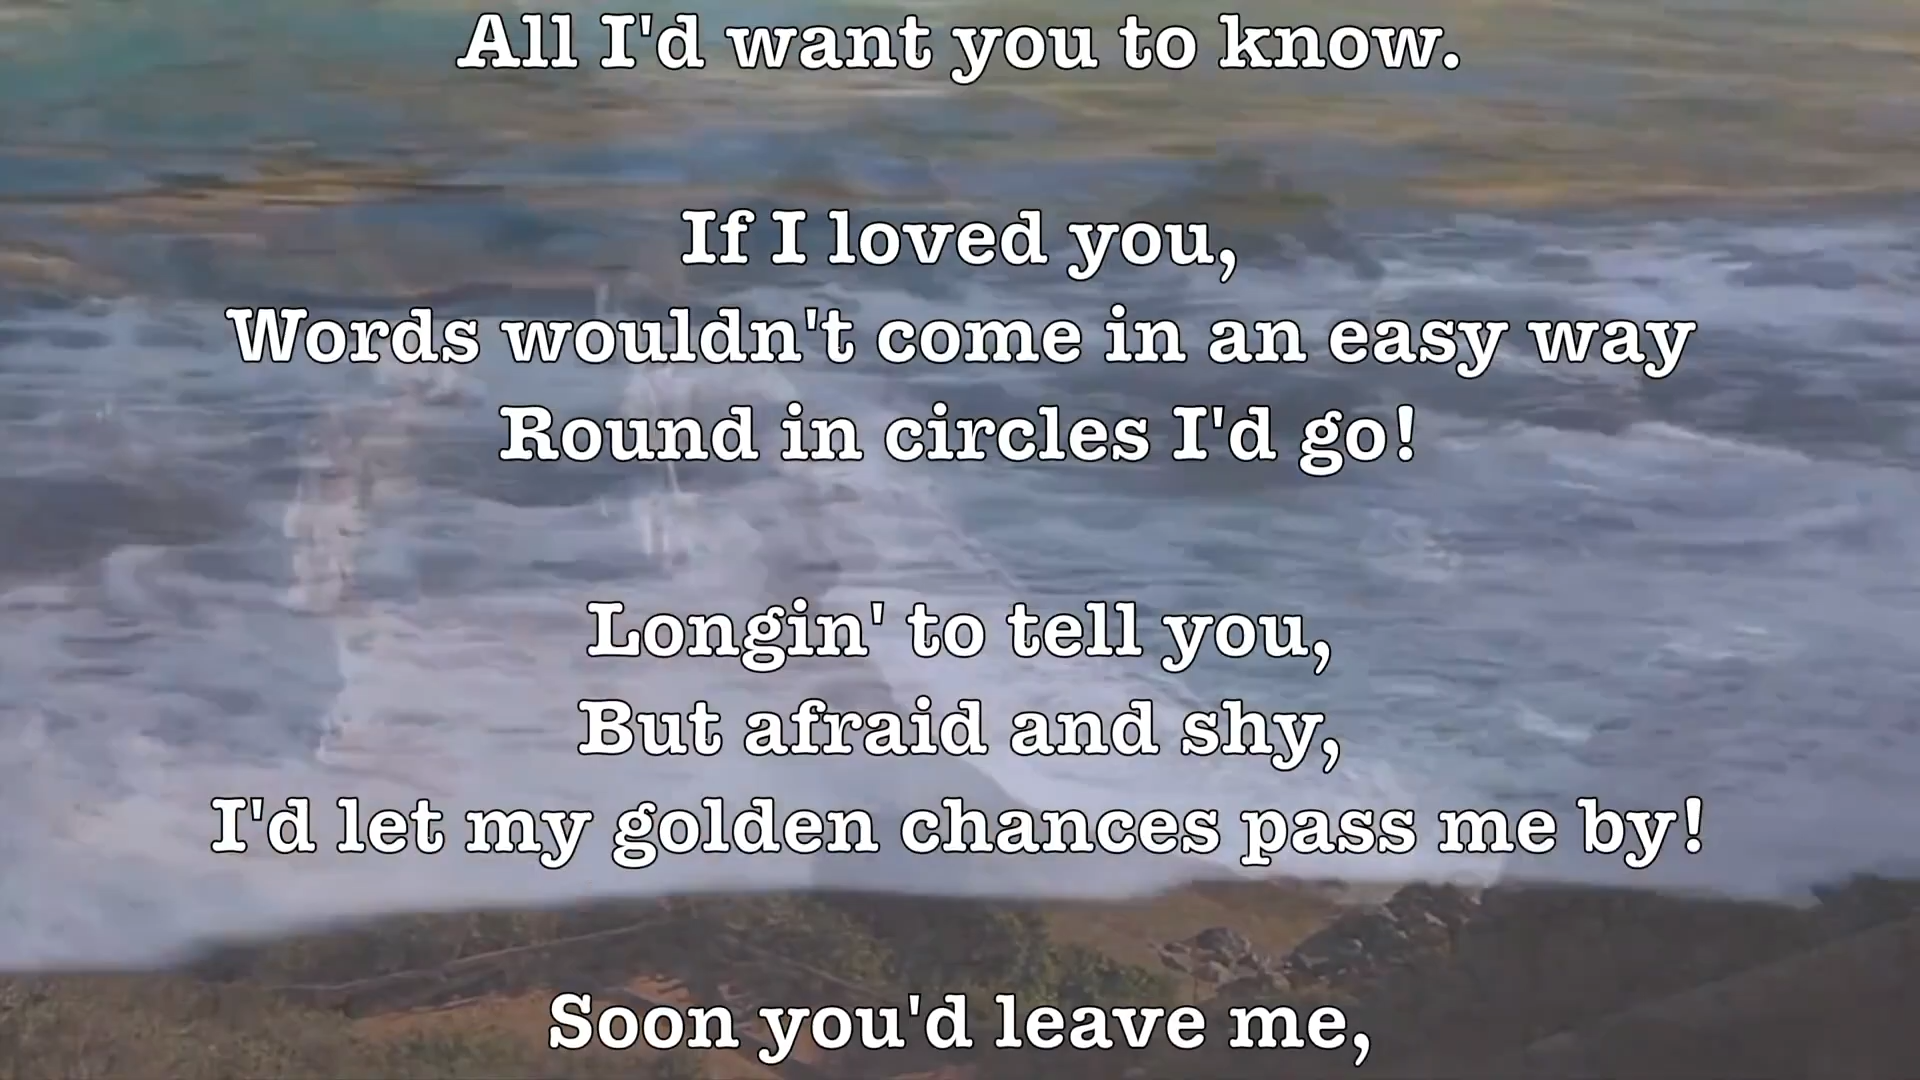 All I'd want you to know.
If I loved you,
Words wouldn't come in an easy way
Round in circles I'd go!
Longin' to tell you,
But afraid and shy,
I'd let my golden chances pass me by!
Soon you'd leave me,